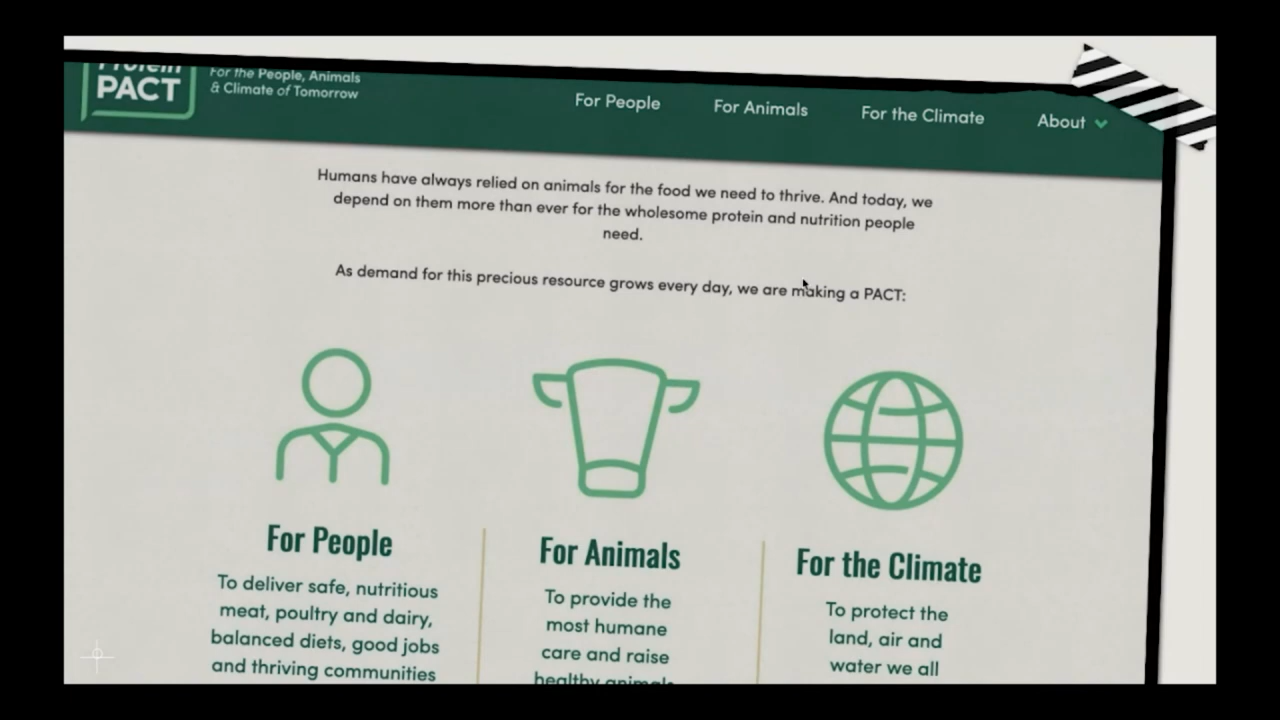 Protein
PACT
For the People, Animals
& Climate of Tomorrow
For People
For Animals
For the Climate
About
Humans have always relied on animals for the food we need to thrive. And today, we
depend on them more than ever for the wholesome protein and nutrition people
need.
As demand for this precious resource grows every day, we are making a PACT:
For People
To deliver safe, nutritious
meat, poultry and dairy,
balanced diets, good jobs
and thriving communities
For Animals
To provide the
most humane
care and raise
healthy animals
For the Climate
To protect the
land, air and
water we all